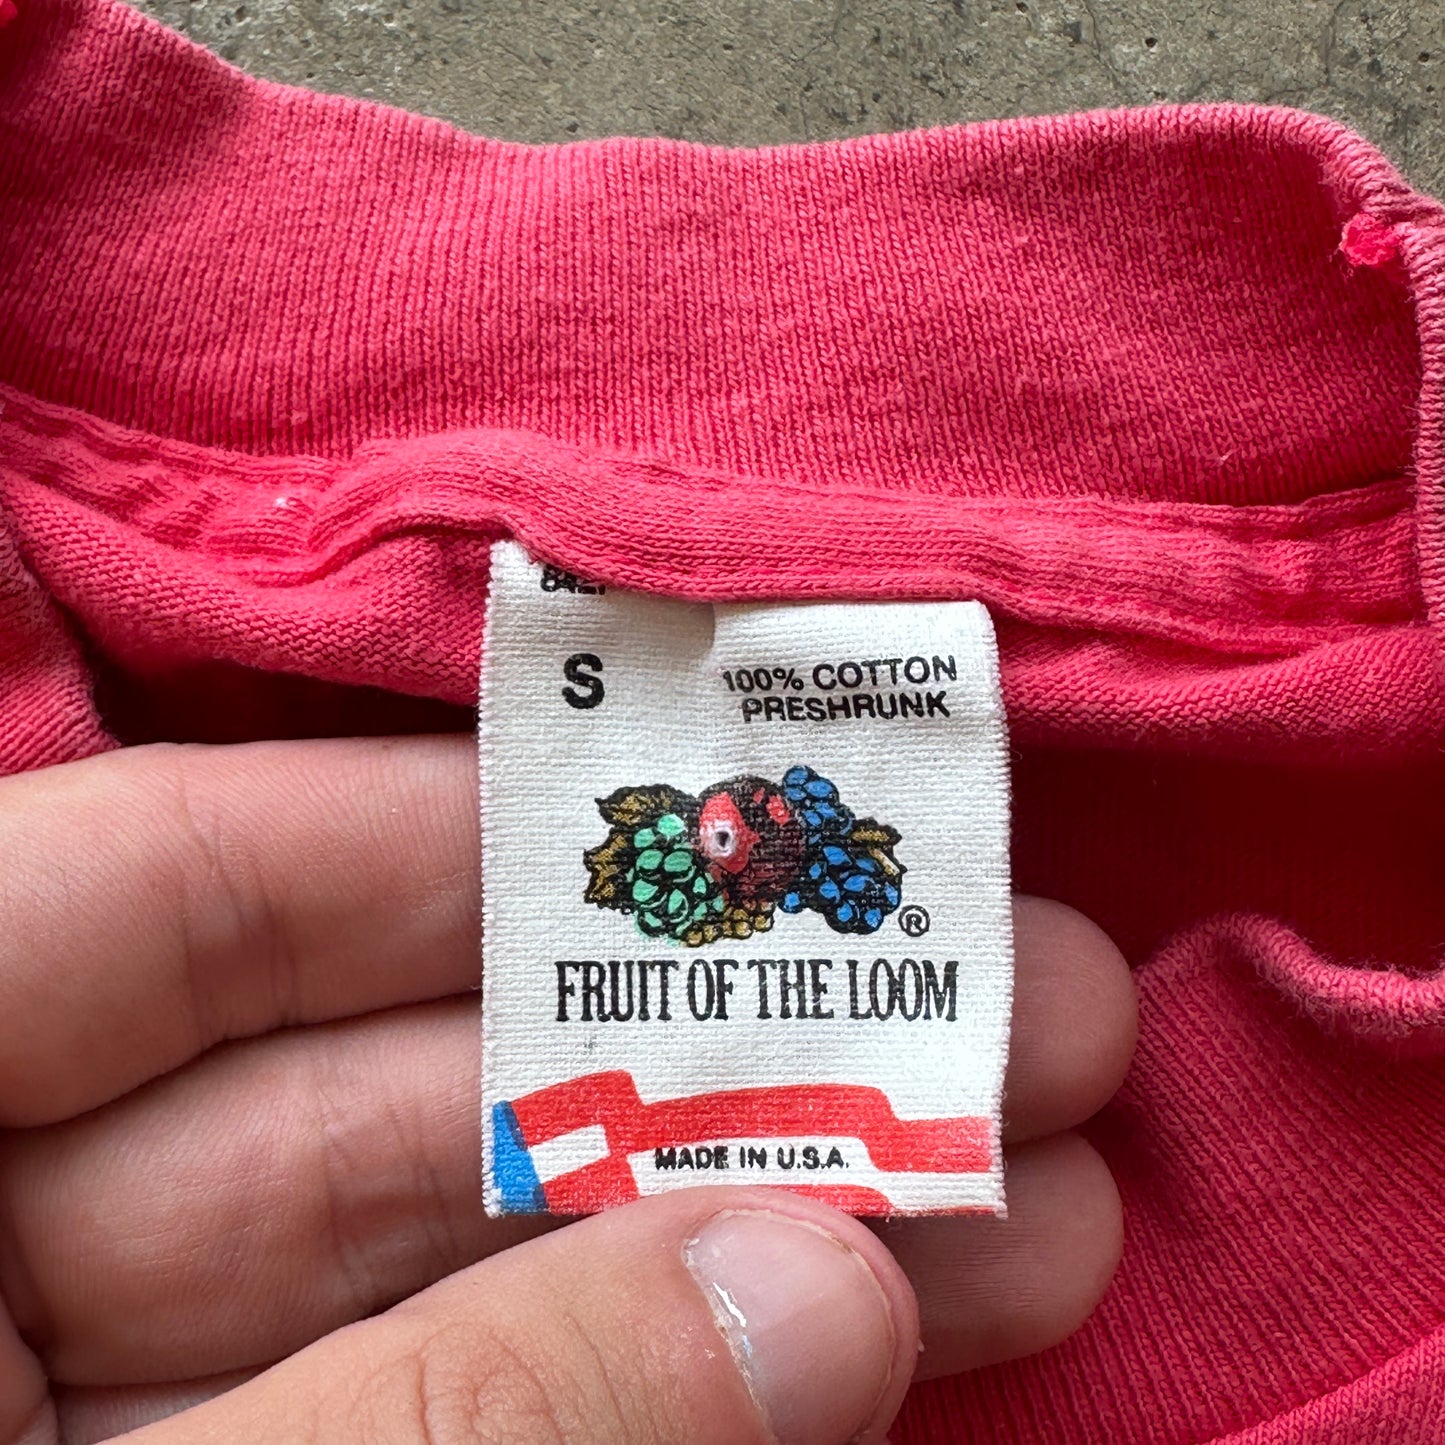 S
100% COTTON
PRESHRUNK
®
FRUIT OF THE LOOM
MADE IN U.S.A.